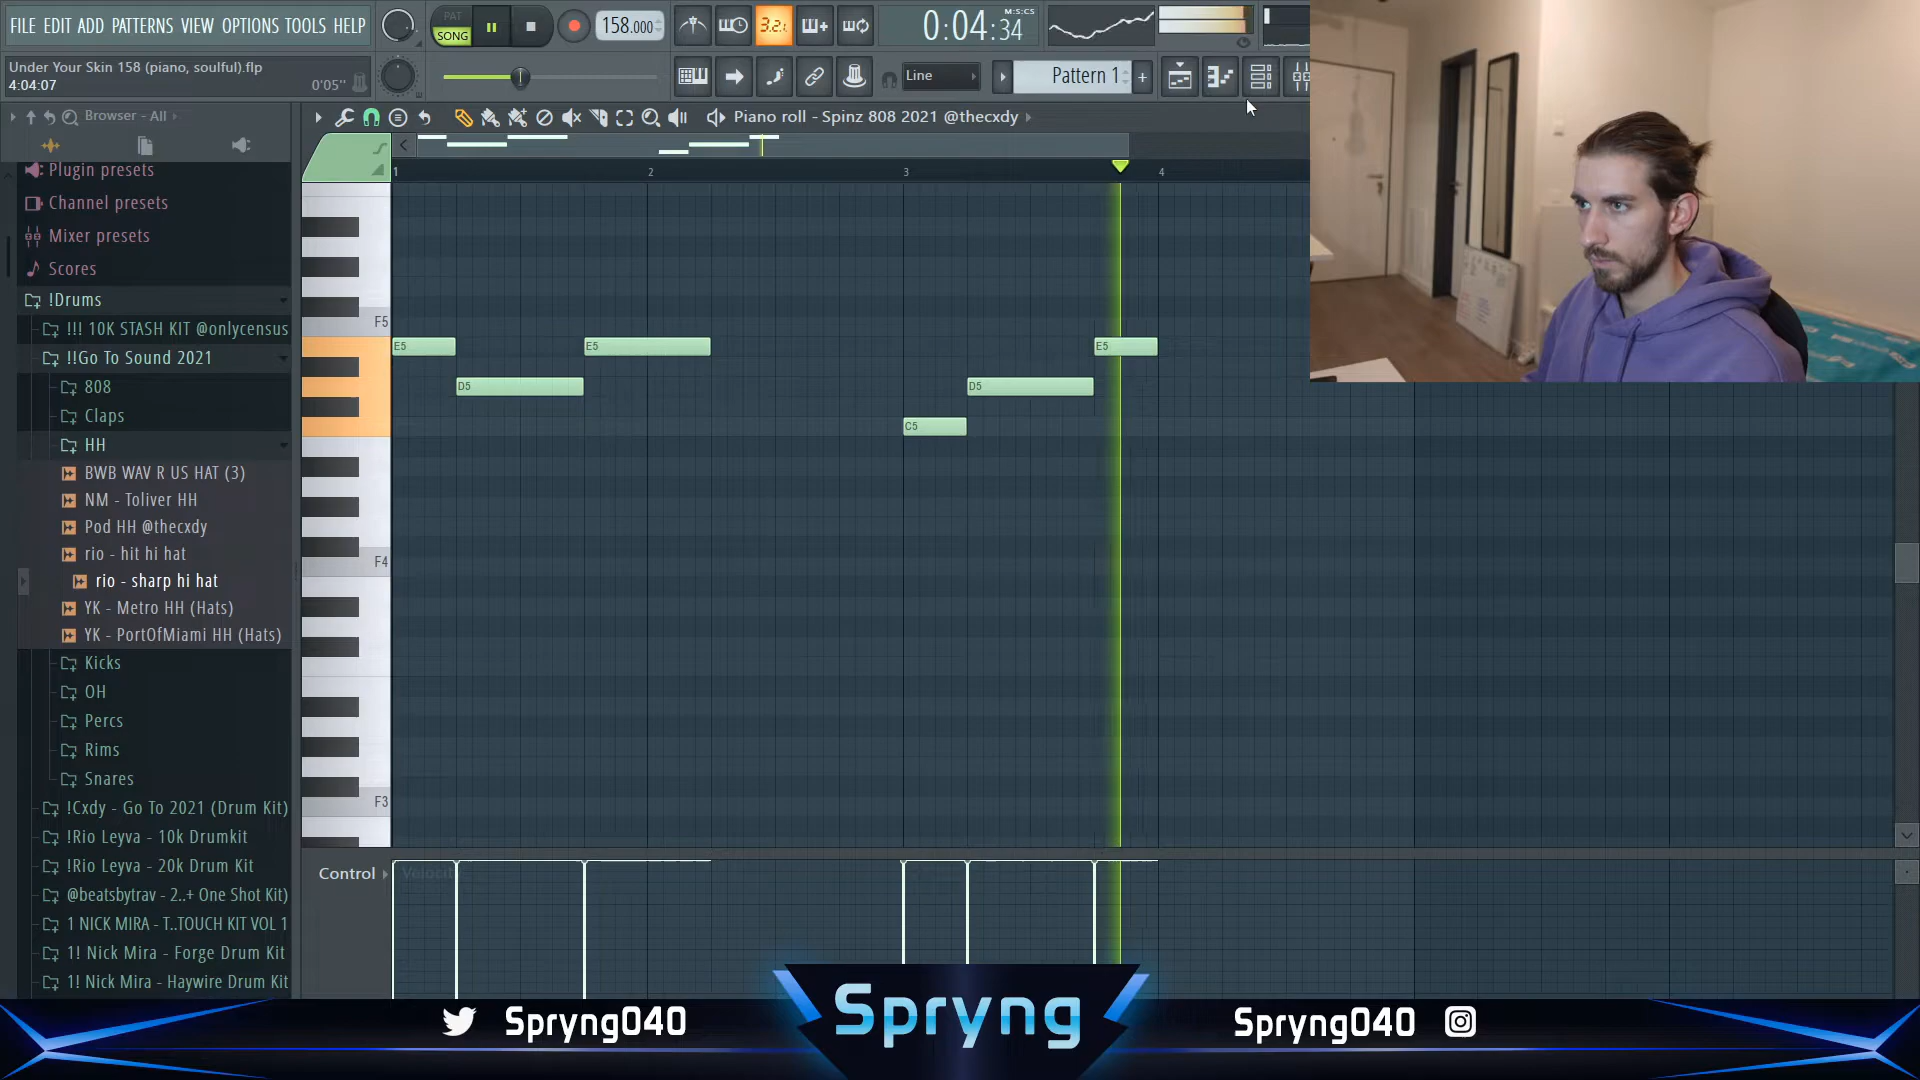 FILE EDIT ADD PATTERNS VIEW OPTIONS TOOLS HELP
PAT
SONG
158.000
3.2.
0:04:34
M:S:CS
Under Your Skin 158 (piano, soulful).flp
4:04:07
0'05"
Line
Pattern 1
Browser - All
Piano roll - Spinz 808 2021 @thecxdy
1
2
3
4
Plugin presets
Channel presets
Mixer presets
Scores
!Drums
!!! 10K STASH KIT @onlycensus
!!Go To Sound 2021
808
Claps
HH
BWB WAV R US HAT (3)
NM - Toliver HH
Pod HH @thecxdy
rio - hit hi hat
rio - sharp hi hat
YK - Metro HH (Hats)
YK - PortOfMiami HH (Hats)
Kicks
OH
Percs
Rims
Snares
!Cxdy - Go To 2021 (Drum Kit)
!Rio Leyva - 10k Drumkit
!Rio Leyva - 20k Drum Kit
@beatsbytrav - 2..+ One Shot Kit)
1 NICK MIRA - T..TOUCH KIT VOL 1
1! Nick Mira - Forge Drum Kit
1! Nick Mira - Haywire Drum Kit
F5
E5
E5
E5
D5
D5
C5
F4
F3
Control
Velocity
Spryng040
Spryng
Spryng040